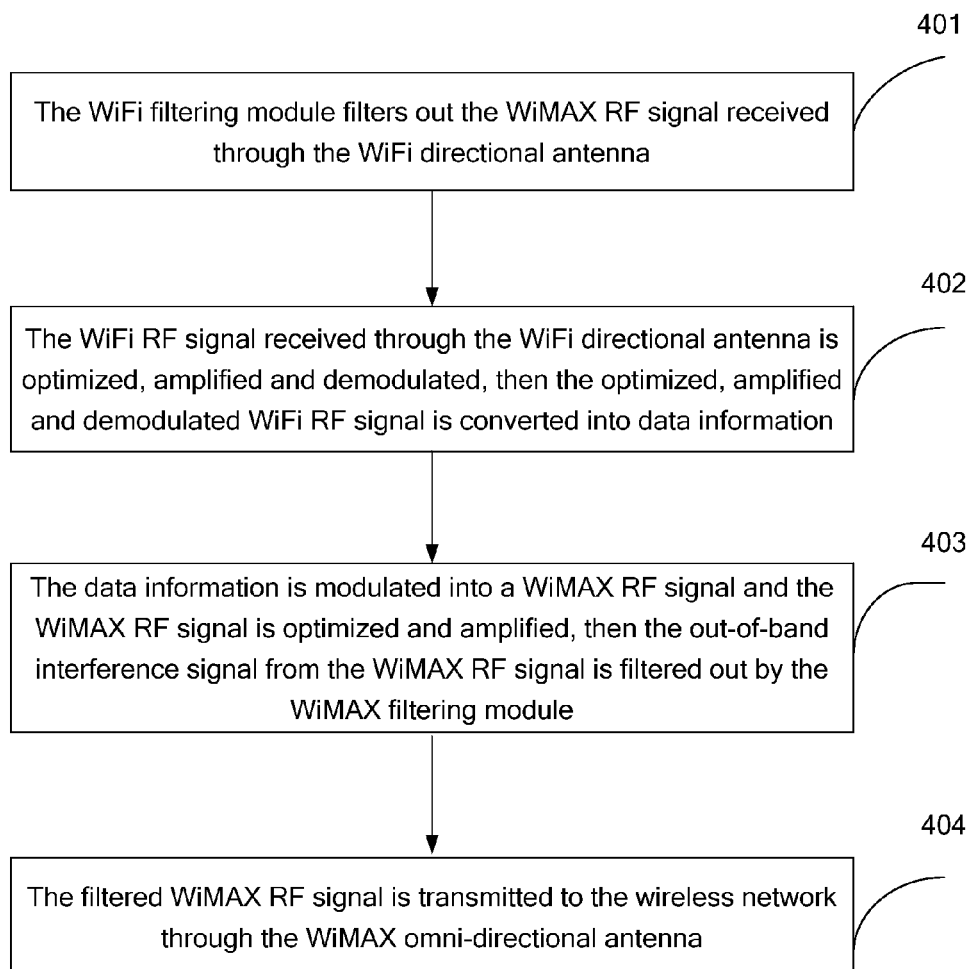 401
The WiFi filtering module filters out the WiMAX RF signal received
through the WiFi directional antenna
402
The WiFi RF signal received through the WiFi directional antenna is
optimized, amplified and demodulated, then the optimized, amplified
and demodulated WiFi RF signal is converted into data information
403
The data information is modulated into a WiMAX RF signal and the
WiMAX RF signal is optimized and amplified, then the out-of-band
interference signal from the WiMAX RF signal is filtered out by the
WiMAX filtering module
404
The filtered WiMAX RF signal is transmitted to the wireless network
through the WiMAX omni-directional antenna